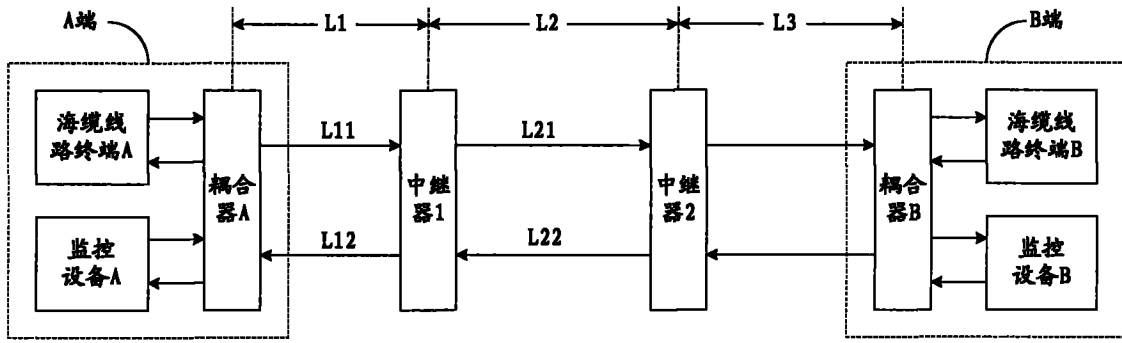 A端
L1
L2
L3
B端
海缆线
路终端A
耦合
器A
监控
设备A
L11
L12
中继
器1
L21
L22
中继
器2
耦合
器B
海缆线
路终端B
监控
设备B